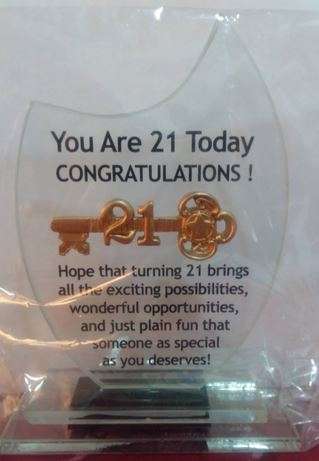 You Are 21 Today
CONGRATULATIONS !
21
Hope that turning 21 brings
all the exciting possibilities,
wonderful opportunities,
and just plain fun that
someone as special
as you deserves!